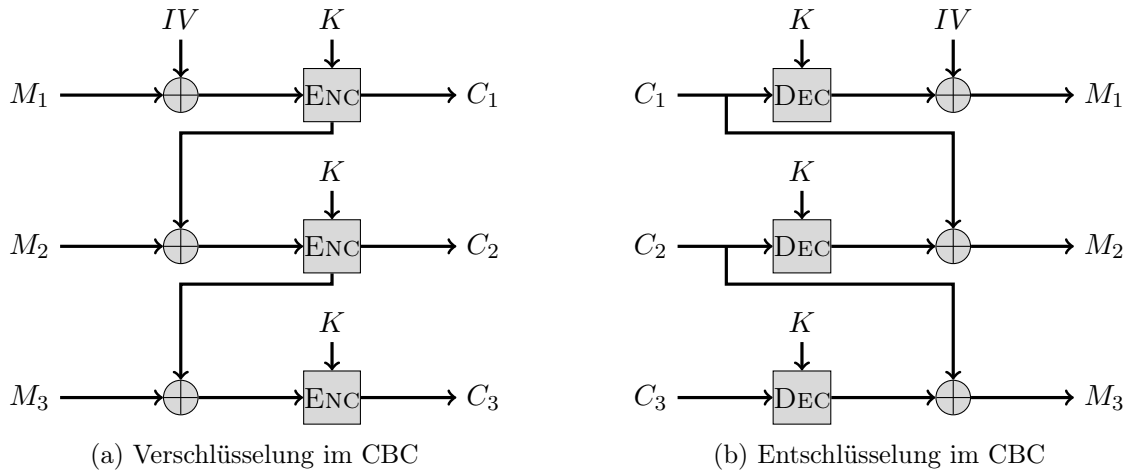 IV K K IV
M1 ENC C1 C1 DEC M1
K K
M2 ENC C2 C2 DEC M2
K K
M3 ENC C3 C3 DEC M3
(a) Verschlüsselung im CBC (b) Entschlüsselung im CBC